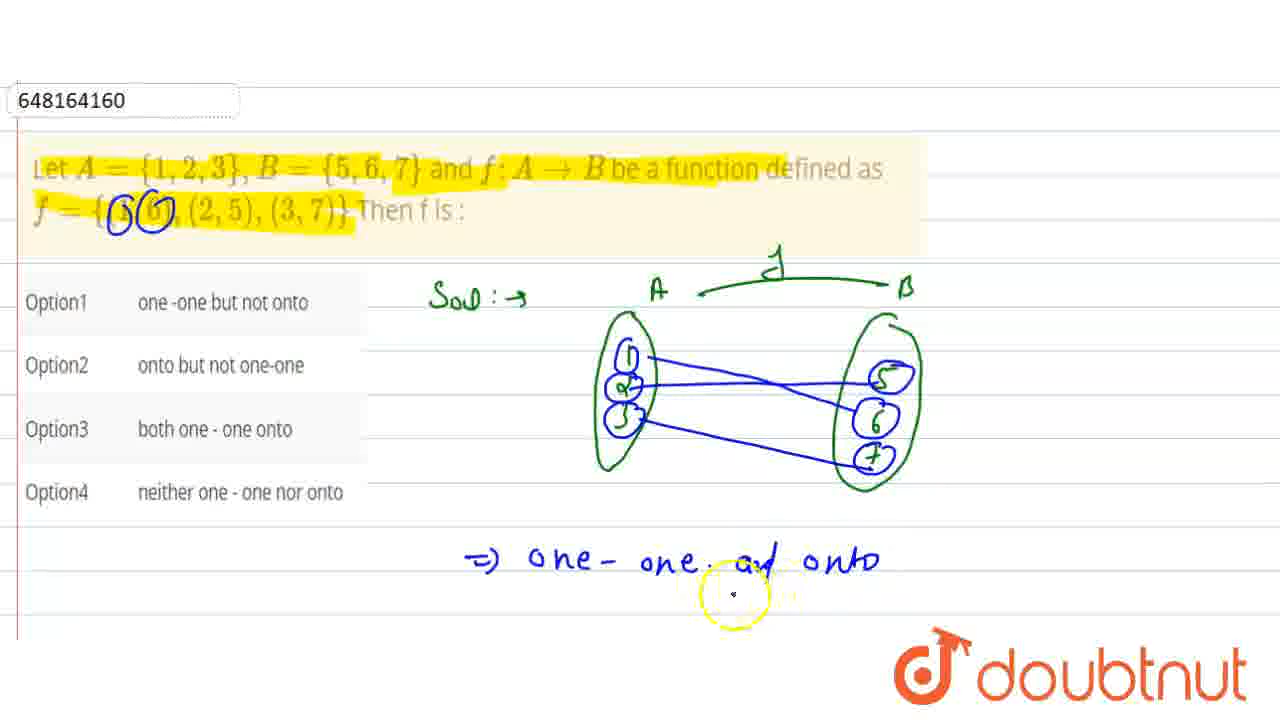 648164160
Let A = {1, 2, 3}, B = {5, 6, 7} and f: A → B be a function defined as
f = {(1, 6), (2, 5), (3, 7)} Then f is :
Option1 one -one but not onto
Option2 onto but not one-one
Option3 both one - one onto
Option4 neither one - one nor onto
Sol :→
A f B
1
2 5
3 6
7
⇒ one - one. and onto
doubtnut